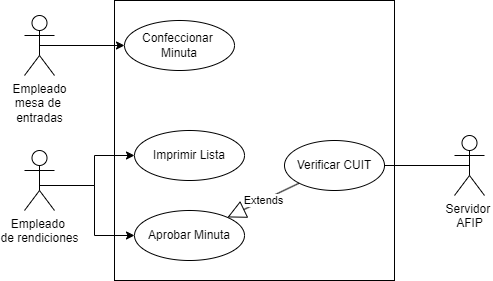 Confeccionar
Minuta
Empleado
mesa de
entradas
Imprimir Lista
Verificar CUIT
Extends
Empleado
de rendiciones
Aprobar Minuta
Servidor
AFIP